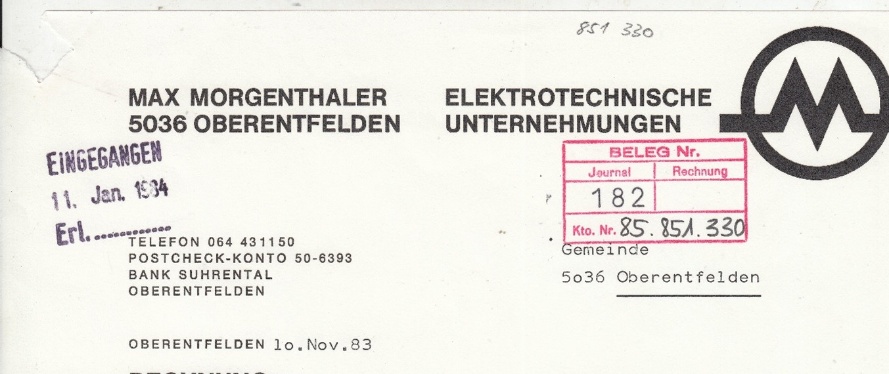 851 330
MAX MORGENTHALER
5036 OBERENTFELDEN
ELEKTROTECHNISCHE
UNTERNEHMUNGEN
M
EINGEGANGEN
11. Jan. 1984
Erl.............
BELEG Nr.
Journal Rechnung
182
Kto. Nr. 85.851.330
TELEFON 064 431150
POSTCHECK-KONTO 50-6393
BANK SUHRENTAL
OBERENTFELDEN
Gemeinde
5o36 Oberentfelden
OBERENTFELDEN 1o.Nov.83
RECHNUNG